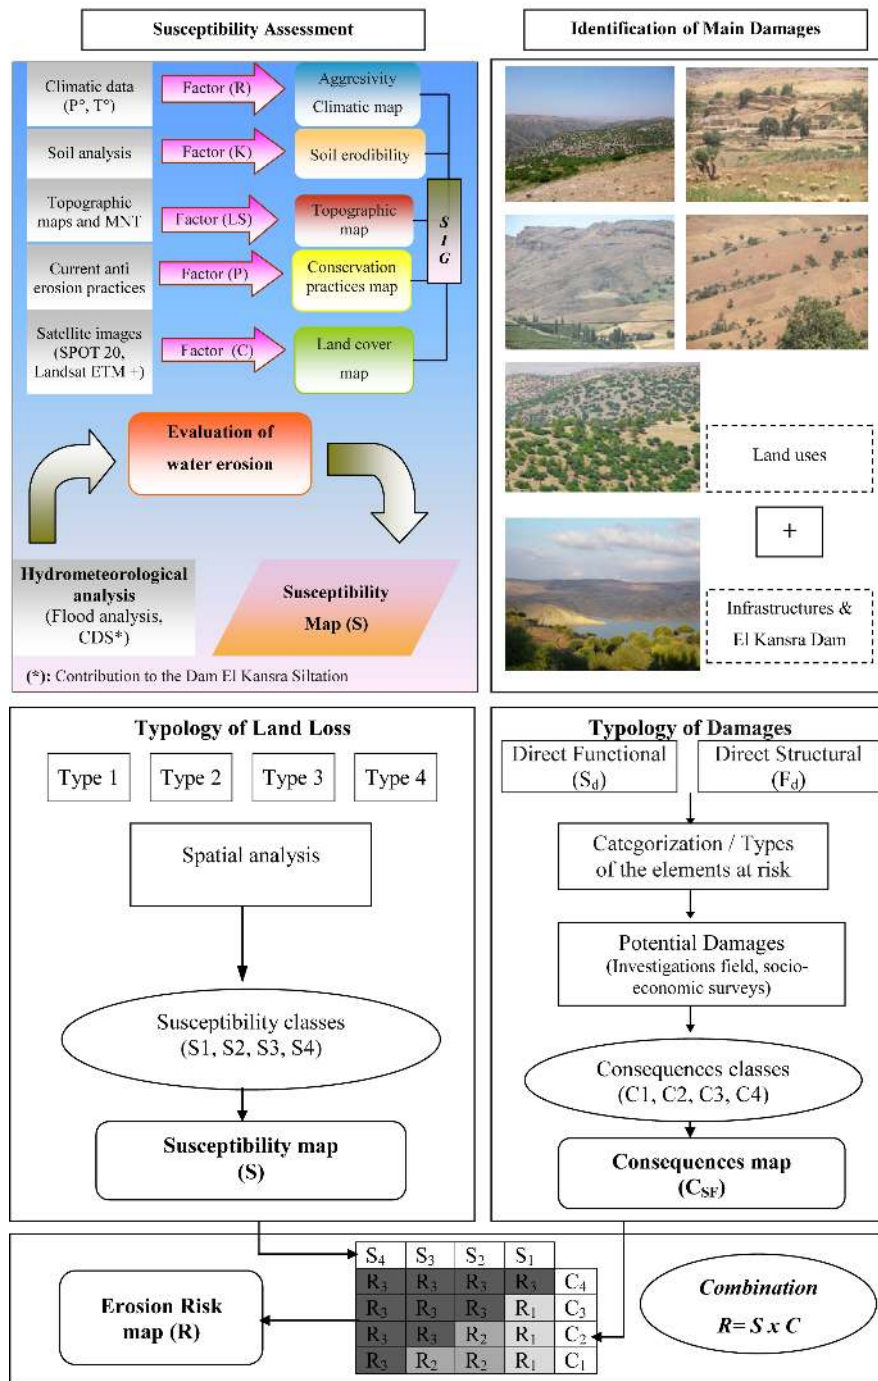 Susceptibility Assessment
Climatic data
(P°, T°)
Factor (R)
Aggresivity
Climatic map
Soil analysis
Factor (K)
Soil erodibility
Topographic
maps and MNT
Factor (LS)
Topographic
map
Current anti
erosion practices
Factor (P)
Conservation
practices map
Satellite images
(SPOT 20,
Landsat ETM +)
Factor (C)
Land cover
map
S
I
G
Evaluation of
water erosion
Hydrometeorological
analysis
(Flood analysis,
CDS*)
Susceptibility
Map (S)
(*): Contribution to the Dam El Kansra Siltation
Identification of Main Damages
Land uses
+
Infrastructures &
El Kansra Dam
Typology of Land Loss
Type 1 Type 2 Type 3 Type 4
Spatial analysis
Susceptibility classes
(S1, S2, S3, S4)
Susceptibility map
(S)
Typology of Damages
Direct Functional
(Sd)
Direct Structural
(Fd)
Categorization / Types
of the elements at risk
Potential Damages
(Investigations field, socio-
economic surveys)
Consequences classes
(C1, C2, C3, C4)
Consequences map
(CSF)
Erosion Risk
map (R)
S4 S3 S2 S1
R3 R3 R3 R3 C4
R3 R3 R3 R1 C3
R3 R3 R2 R1 C2
R3 R2 R2 R1 C1
Combination
R= S x C